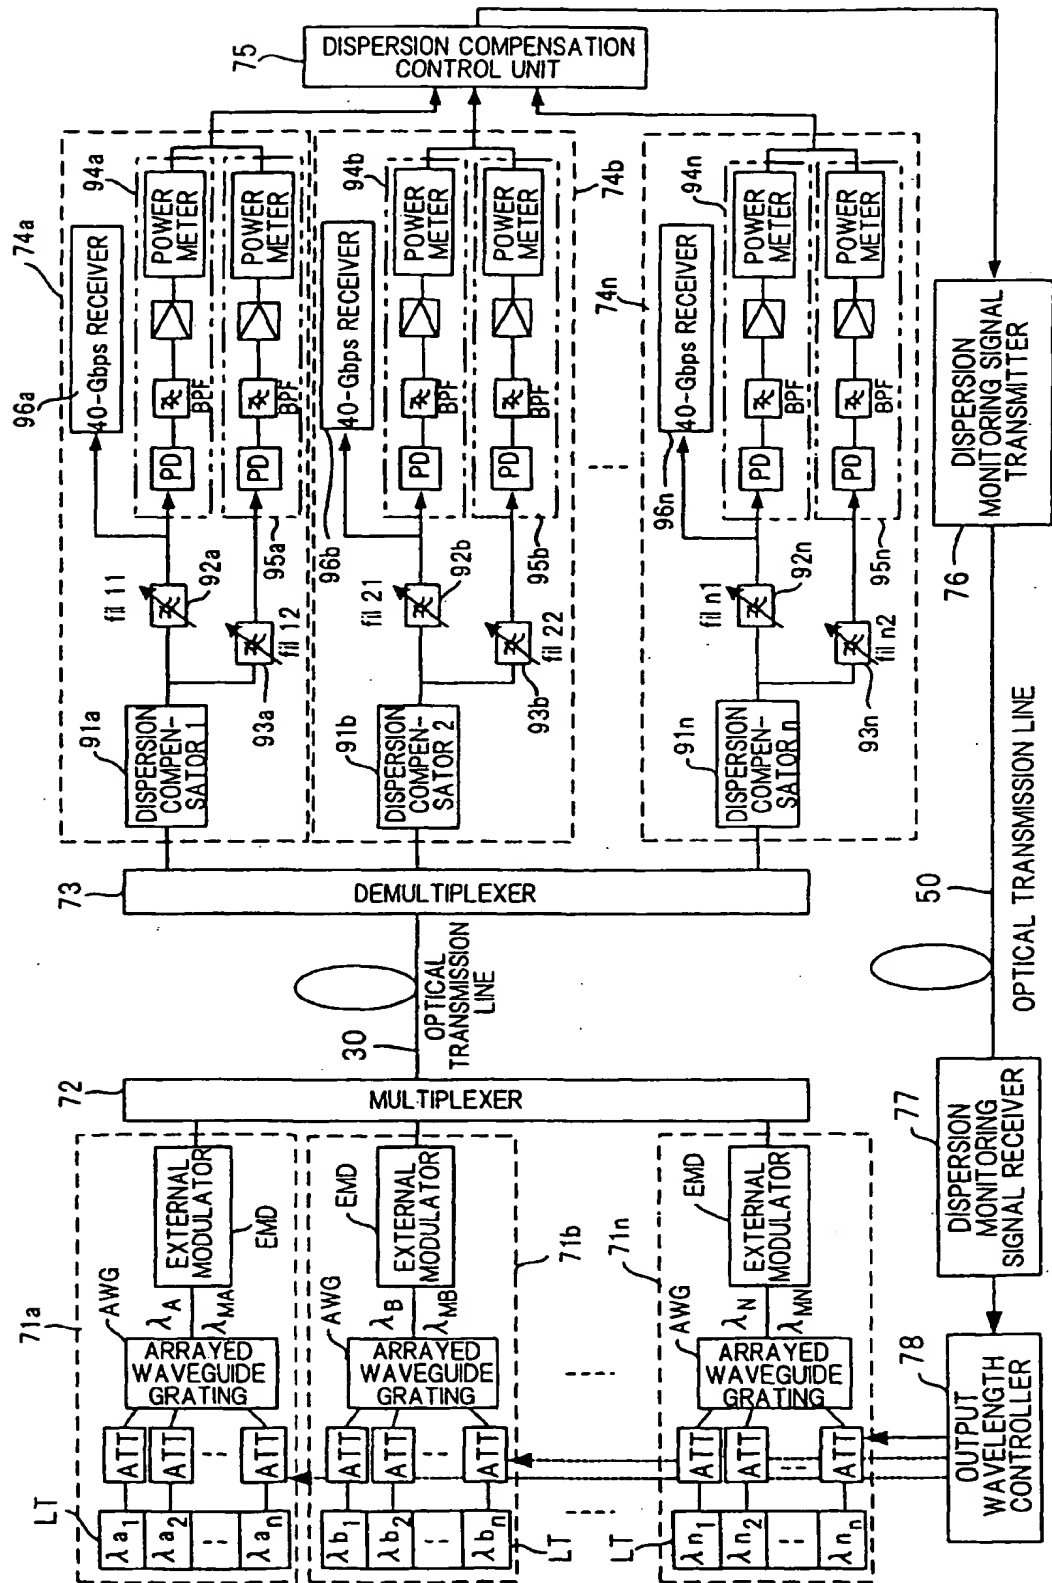 71a
LT
λa1
λa2
λan
ATT
ATT
ATT
AWG
ARRAYED
WAVEGUIDE
GRATING
λA
λMA
EXTERNAL
MODULATOR
EMD
λb1
λb2
λbn
LT
ATT
ATT
ATT
AWG
ARRAYED
WAVEGUIDE
GRATING
λB
λMB
EMD
EXTERNAL
MODULATOR
71b
71n
LT
λn1
λn2
λnn
ATT
ATT
ATT
AWG
ARRAYED
WAVEGUIDE
GRATING
λN
λMN
EMD
EXTERNAL
MODULATOR
72
MULTIPLEXER
30
OPTICAL
TRANSMISSION
LINE
73
DEMULTIPLEXER
74a
91a
DISPERSION
COMPEN-
SATOR 1
fil 11
92a
93a
fil 12
96a
40-Gbps RECEIVER
94a
PD
BPF
POWER
METER
95a
PD
BPF
POWER
METER
91b
DISPERSION
COMPEN-
SATOR 2
fil 21
92b
93b
fil 22
96b
40-Gbps RECEIVER
94b
PD
BPF
POWER
METER
95b
PD
BPF
POWER
METER
74b
74n
91n
DISPERSION
COMPEN-
SATOR n
fil n1
92n
93n
fil n2
96n
40-Gbps RECEIVER
94n
PD
BPF
POWER
METER
95n
PD
BPF
POWER
METER
75
DISPERSION COMPENSATION
CONTROL UNIT
78
OUTPUT
WAVELENGTH
CONTROLLER
77
DISPERSION
MONITORING
SIGNAL RECEIVER
50
OPTICAL TRANSMISSION LINE
76
DISPERSION
MONITORING SIGNAL
TRANSMITTER